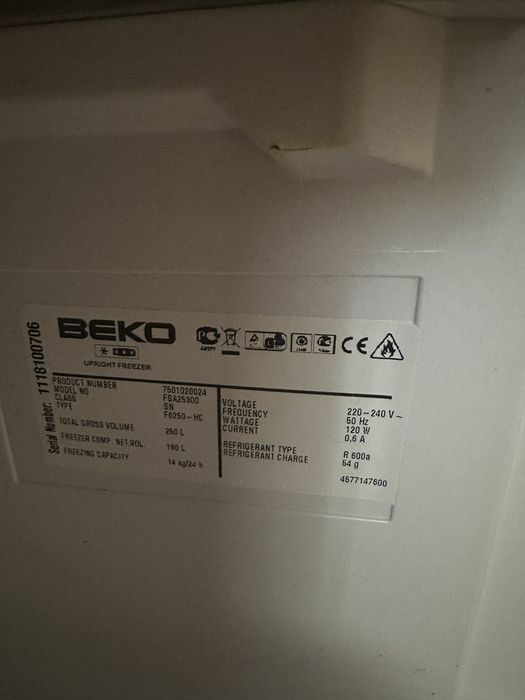 Serial Number: 1118100706
BEKO
UPRIGHT FREEZER
CE
PRODUCT NUMBER 7501020024
MODEL NO FSA25300
CLASS SN
TYPE F6250-HC
TOTAL GROSS VOLUME 250 L
FREEZER COMP. NET.VOL. 190 L
FREEZING CAPACITY 14 kg/24 h
VOLTAGE 220-240 V~
FREQUENCY 50 Hz
WATTAGE 120 W
CURRENT 0,6 A
REFRIGERANT TYPE R 600a
REFRIGERANT CHARGE 54 g
4577147600